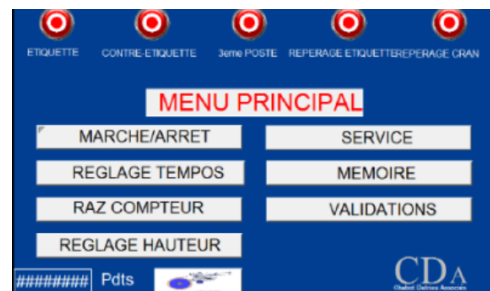 ETIQUETTE CONTRE-ETIQUETTE 3eme POSTE REPERAGE ETIQUETTE REPERAGE CRAN
MENU PRINCIPAL
MARCHE/ARRET SERVICE
REGLAGE TEMPOS MEMOIRE
RAZ COMPTEUR VALIDATIONS
REGLAGE HAUTEUR
######## Pdts
CDA